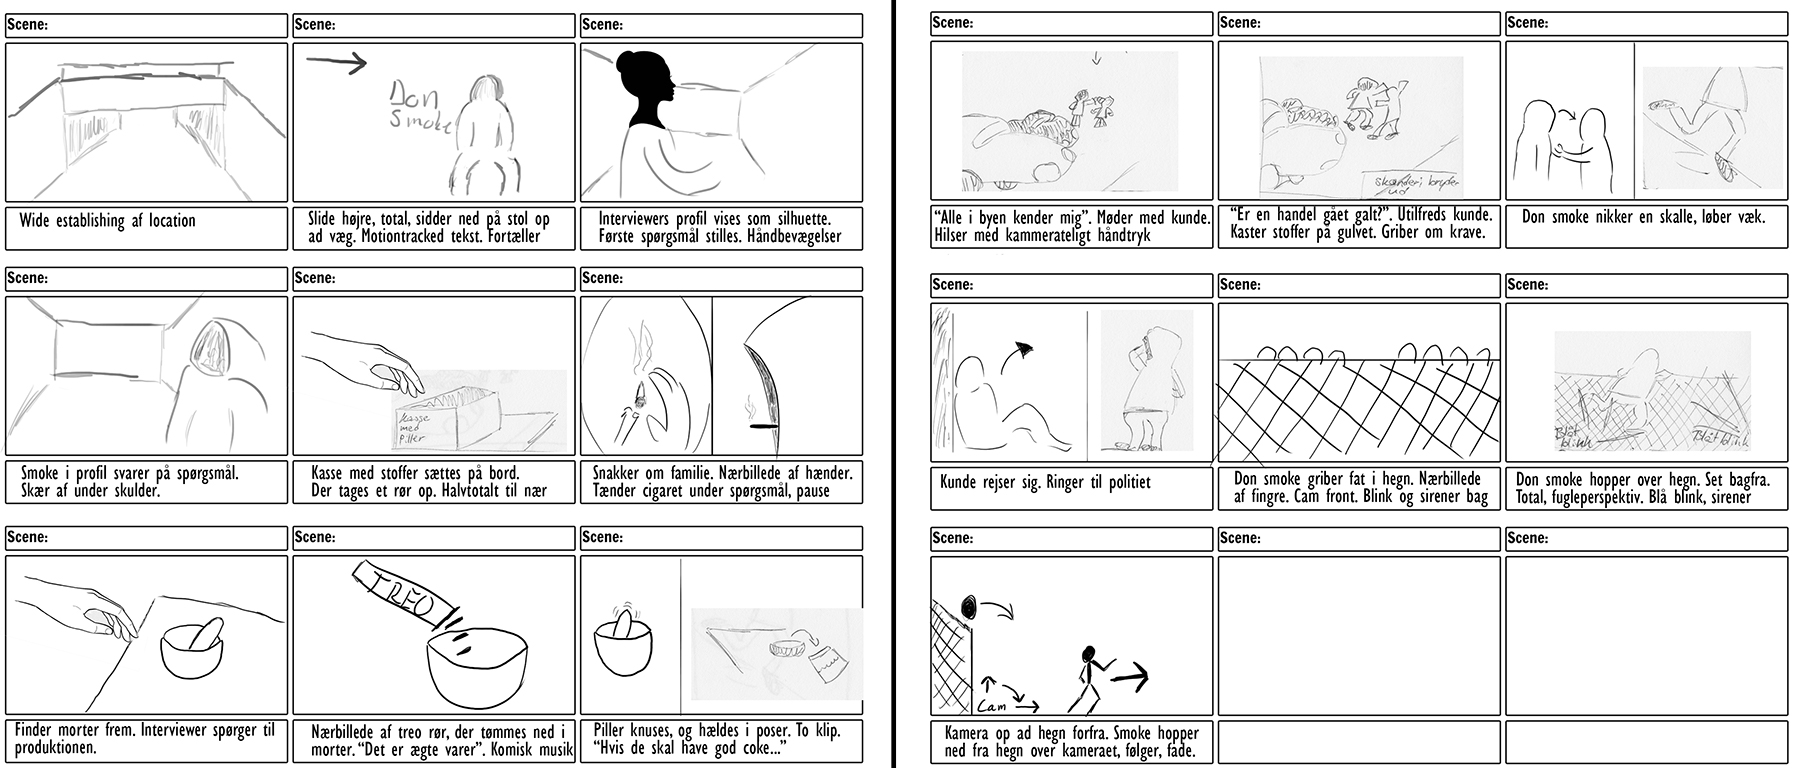 Scene:
Scene:
Scene:
Don
Smoke
Wide establishing af location
Slide højre, total, sidder ned på stol op
ad væg. Motiontracked tekst. Fortæller
Interviewers profil vises som silhuette.
Første spørgsmål stilles. Håndbevægelser
Scene:
Scene:
Scene:
kasse
med
piller
Smoke i profil svarer på spørgsmål.
Skær af under skulder.
Kasse med stoffer sættes på bord.
Der tages et rør op. Halvtotalt til nær
Snakker om familie. Nærbillede af hænder.
Tænder cigaret under spørgsmål, pause
Scene:
Scene:
Scene:
TREO
Finder morter frem. Interviewer spørger til
produktionen.
Nærbillede af treo rør, der tømmes ned i
morter. “Det er ægte varer”. Komisk musik
Piller knuses, og hældes i poser. To klip.
“Hvis de skal have god coke...”
Scene:
Scene:
Scene:
skænderi bryder
ud
“Alle i byen kender mig”. Møder med kunde.
Hilser med kammerateligt håndtryk
“Er en handel gået galt?”. Utilfreds kunde.
Kaster stoffer på gulvet. Griber om krave.
Don smoke nikker en skalle, løber væk.
Scene:
Scene:
Scene:
Blåt
blink
Blåt blink
Kunde rejser sig. Ringer til politiet
Don smoke griber fat i hegn. Nærbillede
af fingre. Cam front. Blink og sirener bag
Don smoke hopper over hegn. Set bagfra.
Total, fugleperspektiv. Blå blink, sirener
Scene:
Scene:
Scene:
Cam
Kamera op ad hegn forfra. Smoke hopper
ned fra hegn over kameraet, følger, fade.